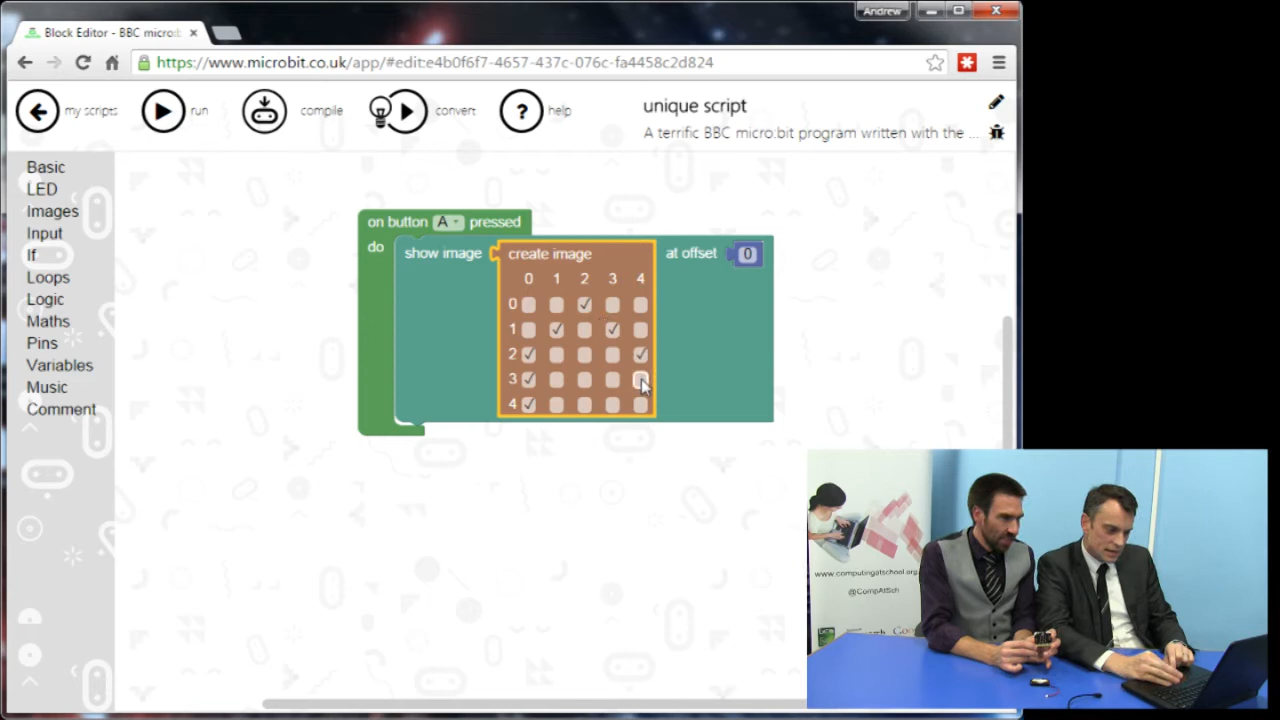 Andrew
Block Editor - BBC micro:b
https://www.microbit.co.uk/app/#edit:e4b0f6f7-4657-437c-076c-fa4458c2d824
my scripts run compile convert ? help
unique script
A terrific BBC micro:bit program written with the ...
Basic
LED
Images
Input
If
Loops
Logic
Maths
Pins
Variables
Music
Comment
on button A pressed
do show image create image at offset 0
0 1 2 3 4
0
1
2
3
4
www.computingatschool.org.
@CompAtSch